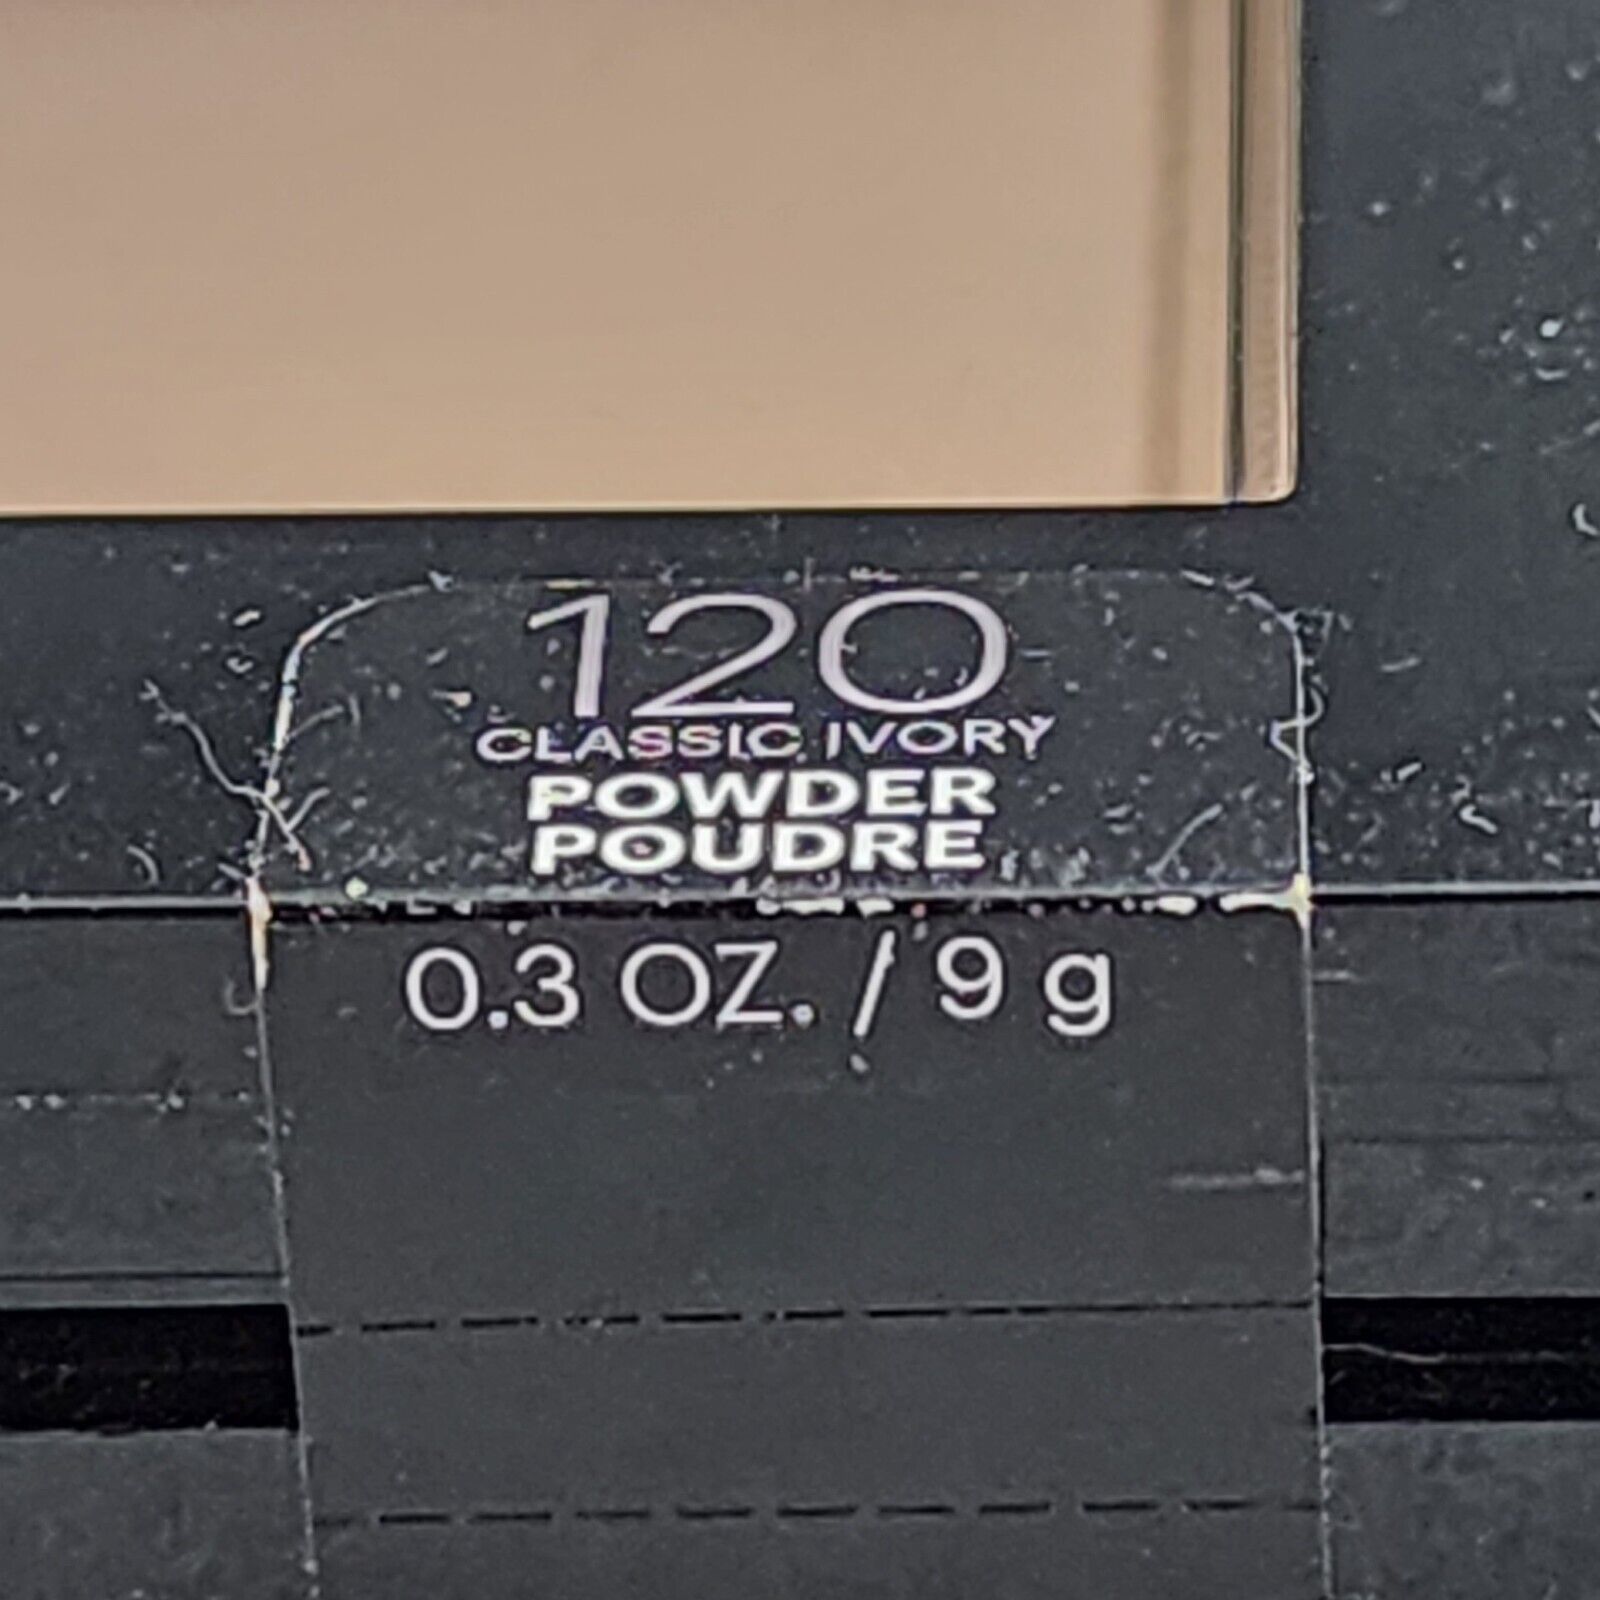 120
CLASSIC IVORY
POWDER
POUDRE
0.3 OZ. / 9 g